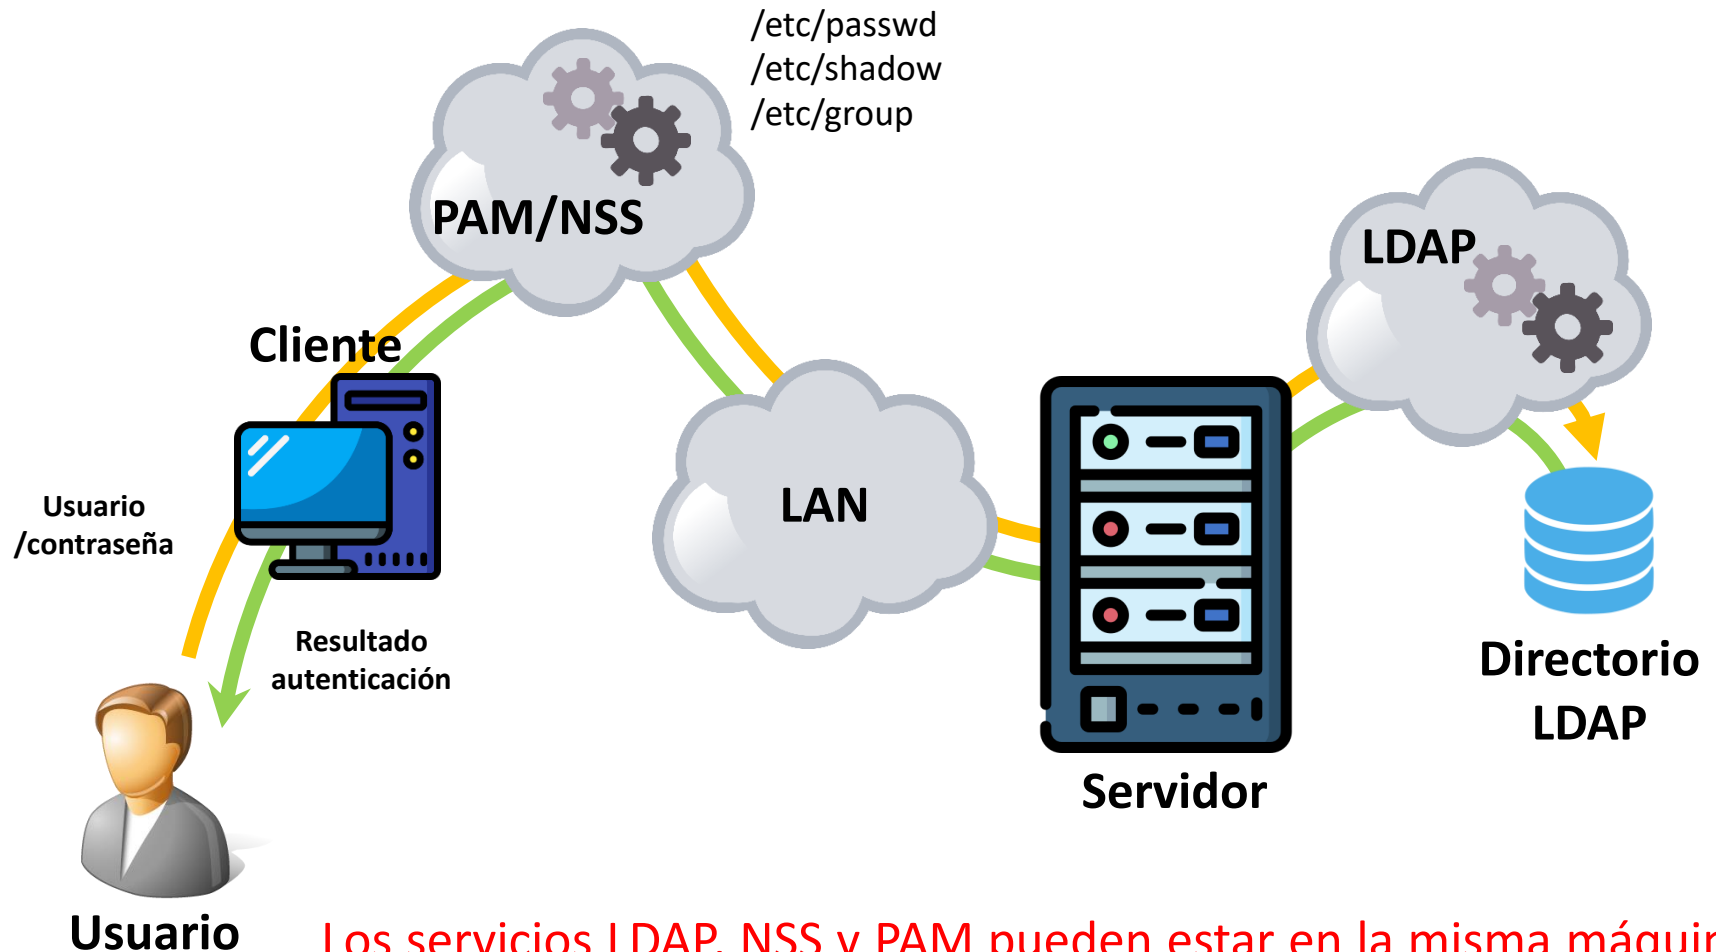 /etc/passwd
/etc/shadow
/etc/group
PAM/NSS
LDAP
Cliente
Usuario
/contraseña
LAN
Resultado
autenticación
Directorio
LDAP
Servidor
Usuario
Los servicios LDAP, NSS y PAM pueden estar en la misma